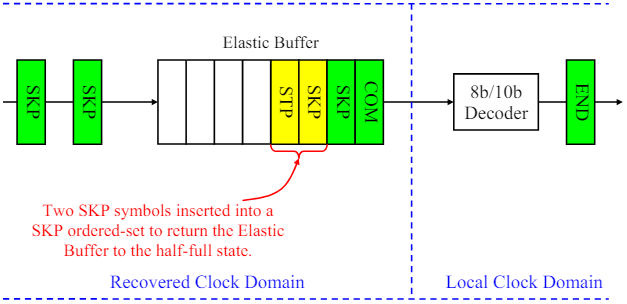 Elastic Buffer
SKP
SKP
STP
SKP
SKP
COM
8b/10b
Decoder
END
Two SKP symbols inserted into a
SKP ordered-set to return the Elastic
Buffer to the half-full state.
Recovered Clock Domain
Local Clock Domain